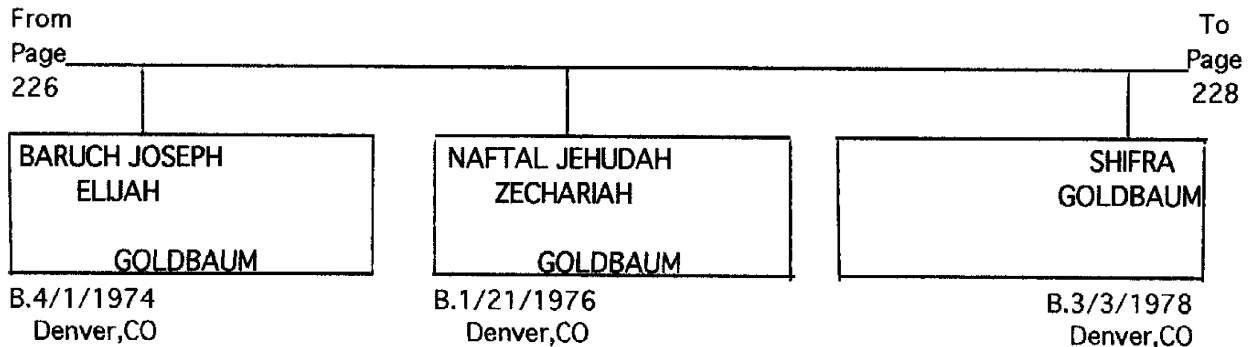 From
Page
226
To
Page
228
BARUCH JOSEPH
ELIJAH
GOLDBAUM
B.4/1/1974
Denver,CO
NAFTAL JEHUDAH
ZECHARIAH
GOLDBAUM
B.1/21/1976
Denver,CO
SHIFRA
GOLDBAUM
B.3/3/1978
Denver,CO